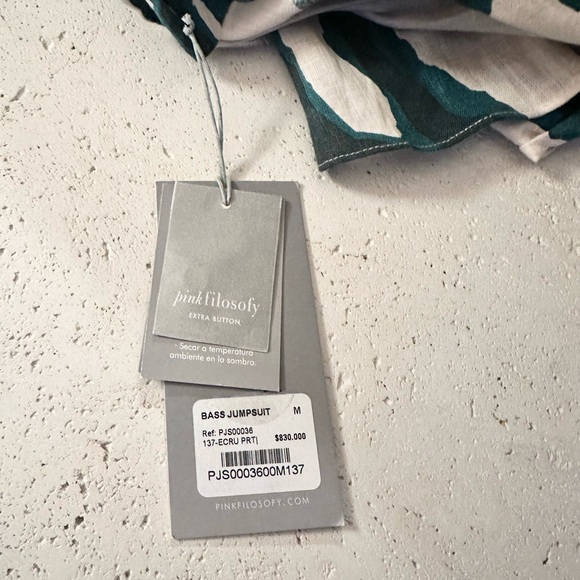 pinkfilosofy
EXTRA BUTTON
· Secar a temperatura
ambiente en la sombra.
BASS JUMPSUIT M
Ref: PJS00036
137-ECRU PRT| $830.000
PJS0003600M137
PINKFILOSOFY.COM